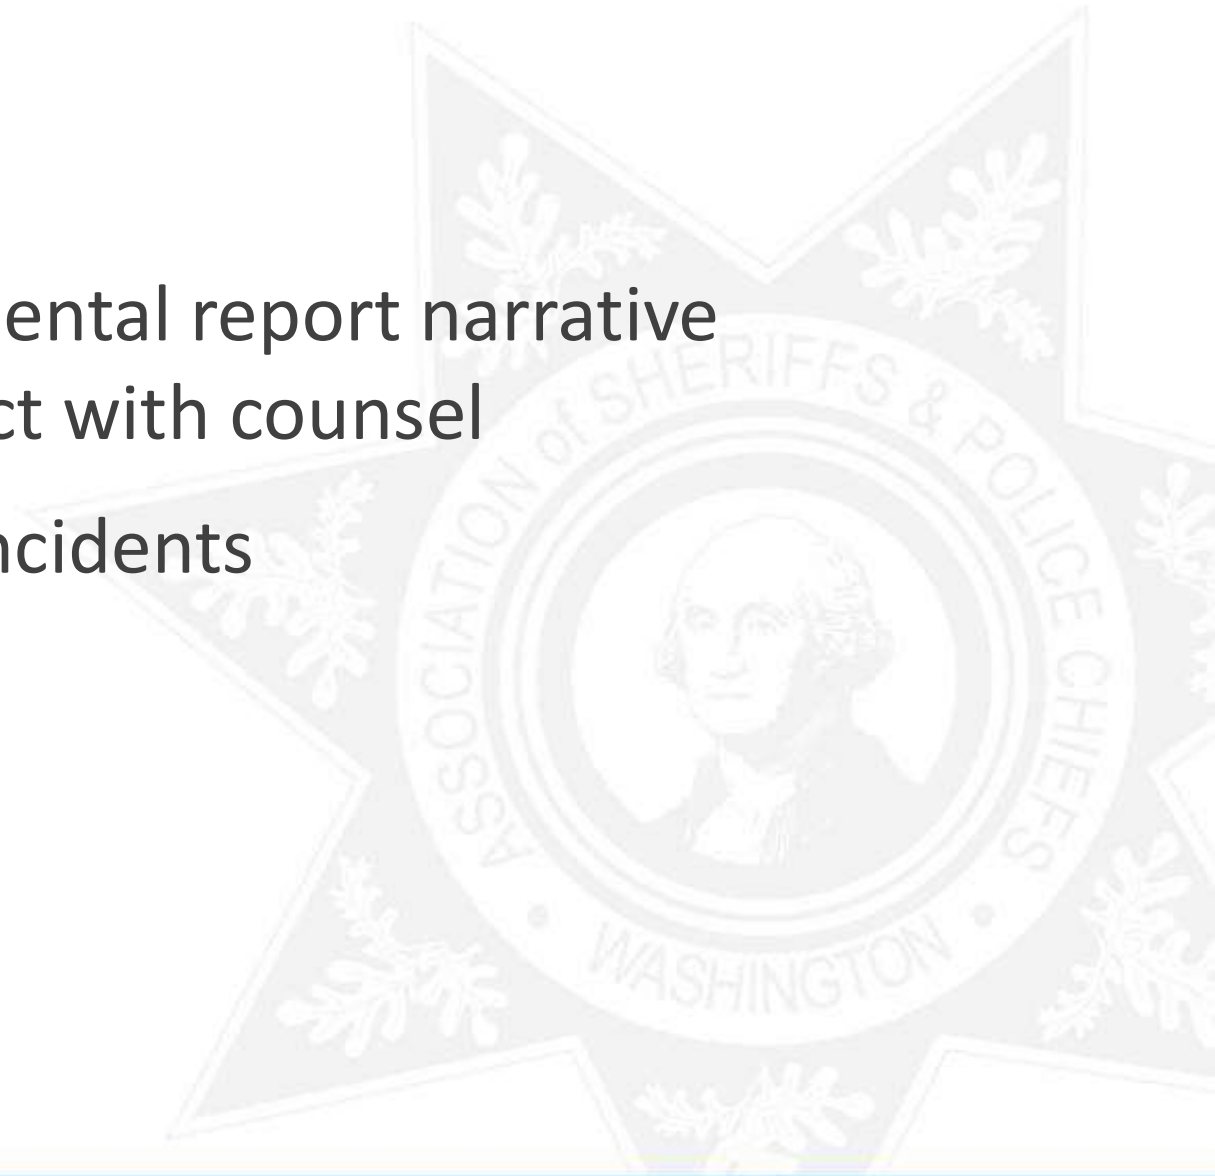 ental report narrative
ct with counsel
ncidents
ASSOCIATION of SHERIFFS & POLICE CHIEFS
• WASHINGTON •